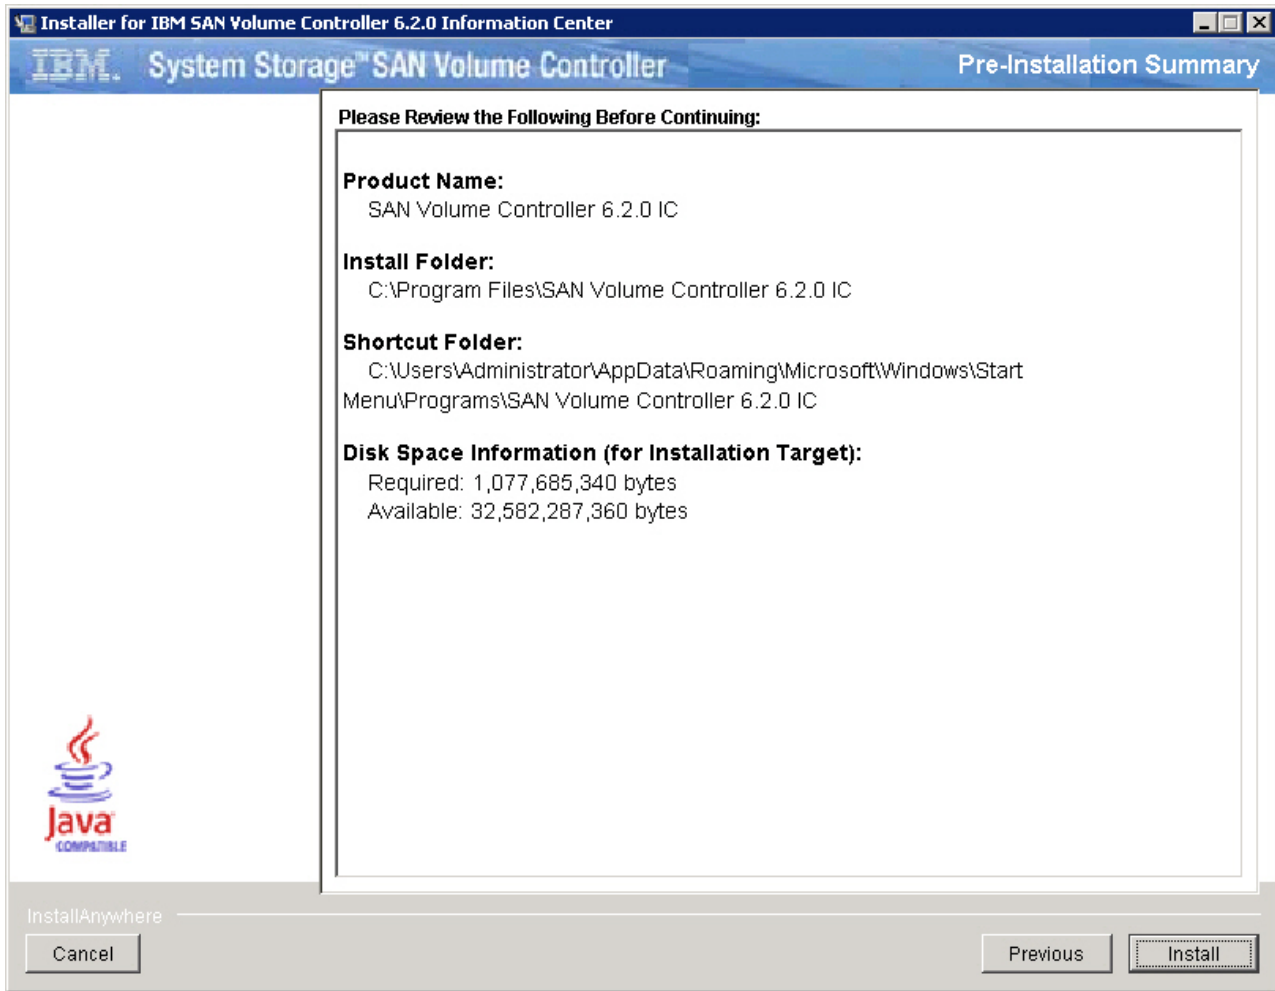 Installer for IBM SAN Volume Controller 6.2.0 Information Center
IBM. System Storage™ SAN Volume Controller
Pre-Installation Summary
Please Review the Following Before Continuing:
Product Name:
SAN Volume Controller 6.2.0 IC
Install Folder:
C:\Program Files\SAN Volume Controller 6.2.0 IC
Shortcut Folder:
C:\Users\Administrator\AppData\Roaming\Microsoft\Windows\Start
Menu\Programs\SAN Volume Controller 6.2.0 IC
Disk Space Information (for Installation Target):
Required: 1,077,685,340 bytes
Available: 32,582,287,360 bytes
Java
COMPATIBLE
InstallAnywhere
Cancel
Previous
Install